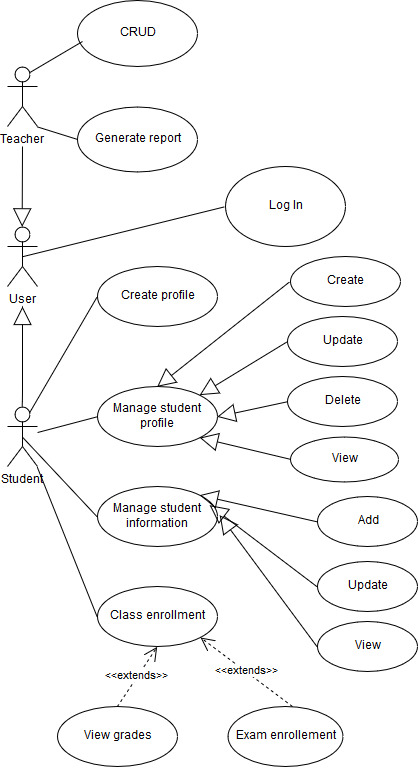 CRUD
Teacher
Generate report
Log In
User
Create profile
Create
Update
Manage student
profile
Delete
View
Student
Manage student
information
Add
Update
Class enrollment
View
<<extends>>
<<extends>>
View grades
Exam enrollement